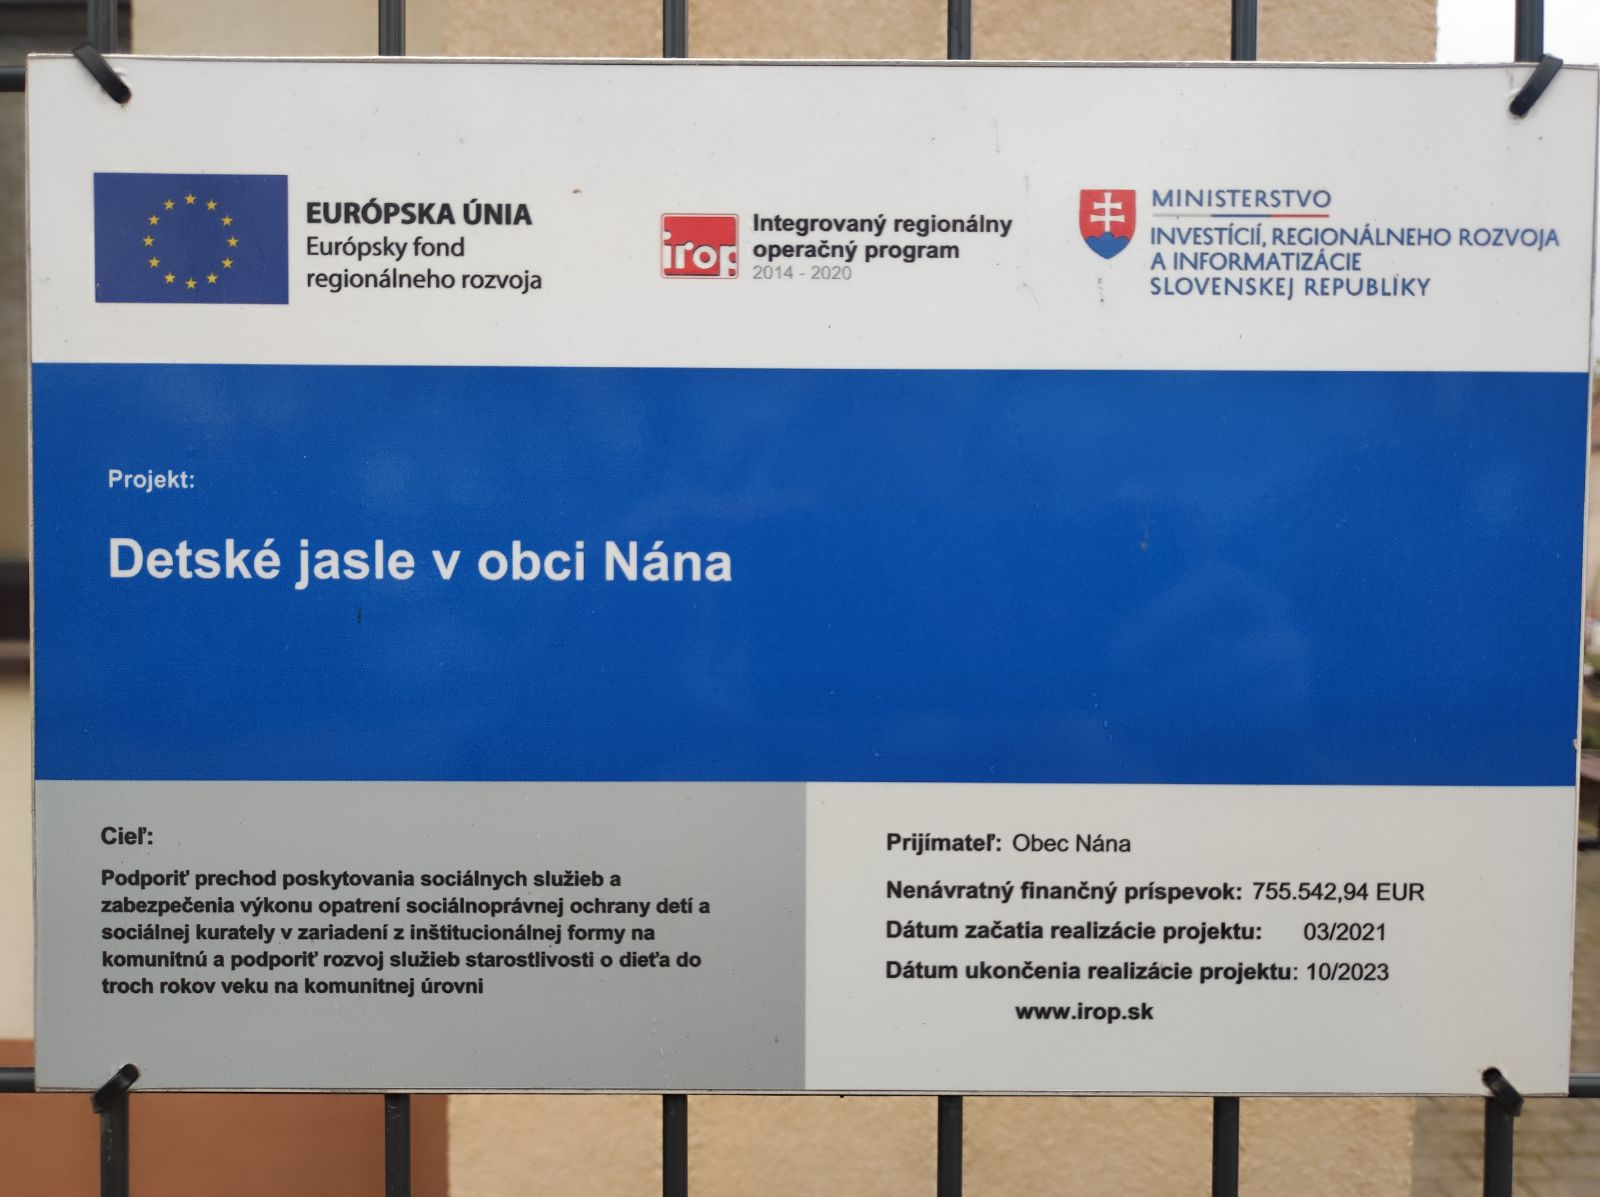 EURÓPSKA ÚNIA
Európsky fond
regionálneho rozvoja
irop
Integrovaný regionálny
operačný program
2014 - 2020
MINISTERSTVO
INVESTÍCIÍ, REGIONÁLNEHO ROZVOJA
A INFORMATIZÁCIE
SLOVENSKEJ REPUBLIKY
Projekt:
Detské jasle v obci Nána
Cieľ:
Podporiť prechod poskytovania sociálnych služieb a
zabezpečenia výkonu opatrení sociálnoprávnej ochrany detí a
sociálnej kurately v zariadení z inštitucionálnej formy na
komunitnú a podporiť rozvoj služieb starostlivosti o dieťa do
troch rokov veku na komunitnej úrovni
Prijímateľ: Obec Nána
Nenávratný finančný príspevok: 755.542,94 EUR
Dátum začatia realizácie projektu: 03/2021
Dátum ukončenia realizácie projektu: 10/2023
www.irop.sk